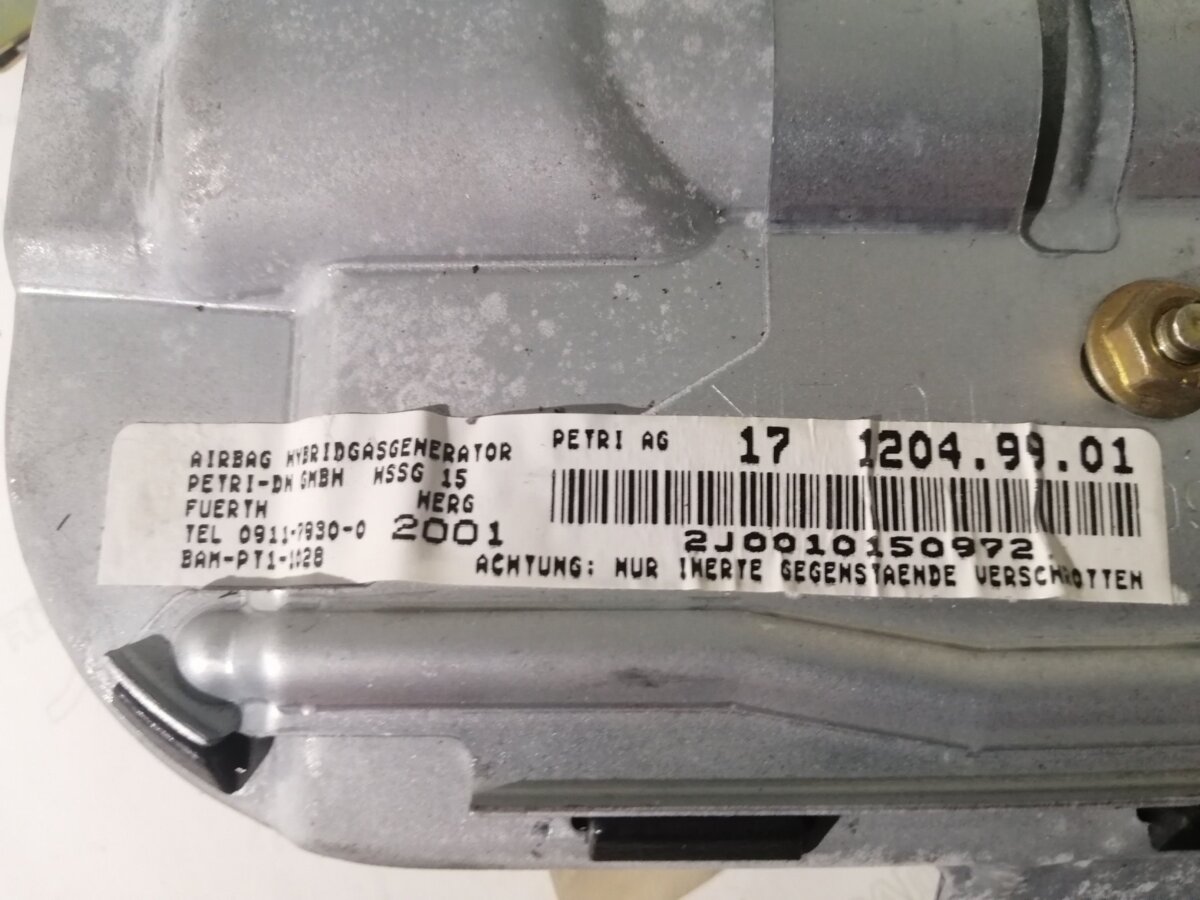 AIRBAG HYBRIDGASGENERATOR
PETRI-DN GMBH HSSG 15
FUERTH WERG
TEL 0911-7930-0 2001
BAM-PT1-1028
PETRI AG 17 1204.99.01
2J0010150972
ACHTUNG: NUR INERTE GEGENSTAENDE VERSCHROTTEN